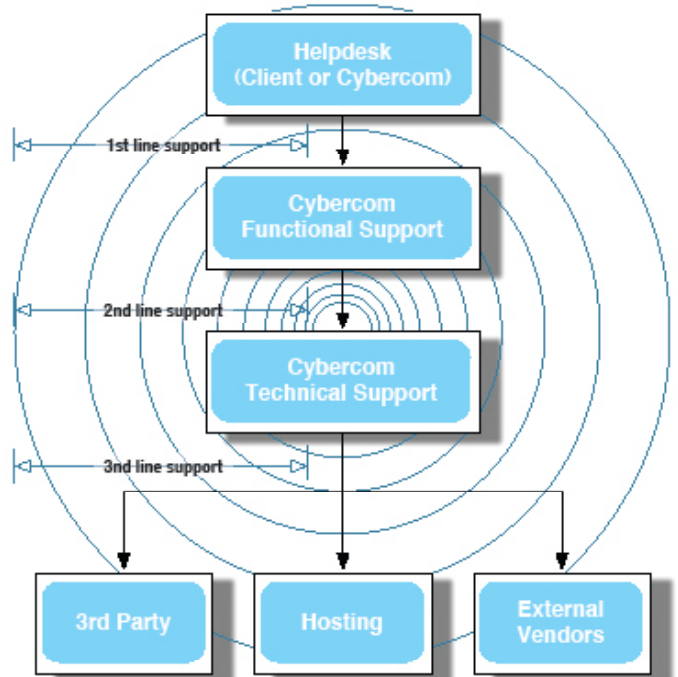 Helpdesk
(Client or Cybercom)
1st line support
Cybercom
Functional Support
2nd line support
Cybercom
Technical Support
3nd line support
3rd Party
Hosting
External
Vendors